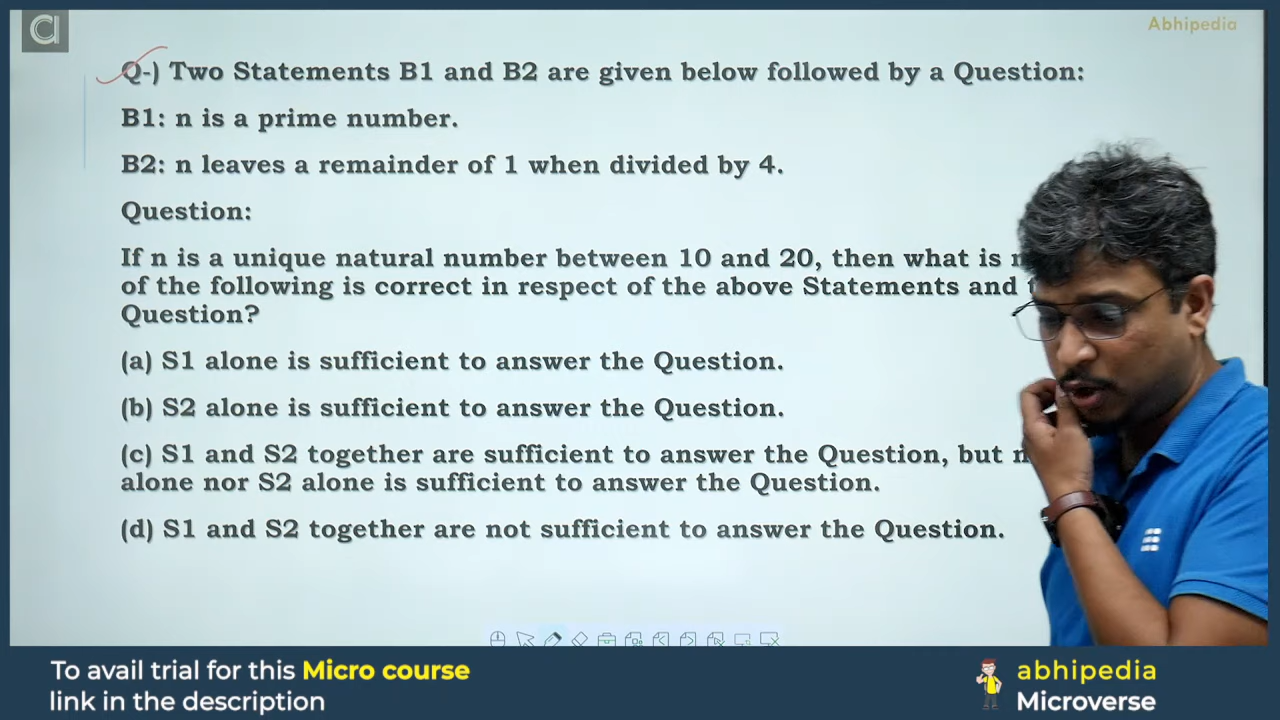 Abhipedia
Q-) Two Statements B1 and B2 are given below followed by a Question:
B1: n is a prime number.
B2: n leaves a remainder of 1 when divided by 4.
Question:
If n is a unique natural number between 10 and 20, then what is
of the following is correct in respect of the above Statements and
Question?
(a) S1 alone is sufficient to answer the Question.
(b) S2 alone is sufficient to answer the Question.
(c) S1 and S2 together are sufficient to answer the Question, but
alone nor S2 alone is sufficient to answer the Question.
(d) S1 and S2 together are not sufficient to answer the Question.
To avail trial for this Micro course
link in the description
abhipedia
Microverse